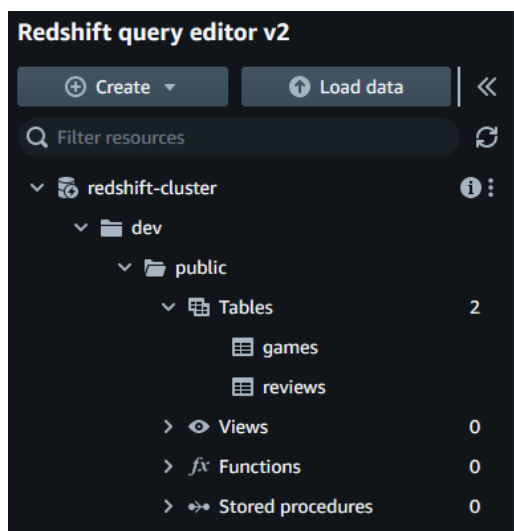 Redshift query editor v2
Create Load data
Filter resources
redshift-cluster
dev
public
Tables 2
games
reviews
Views 0
fx Functions 0
Stored procedures 0